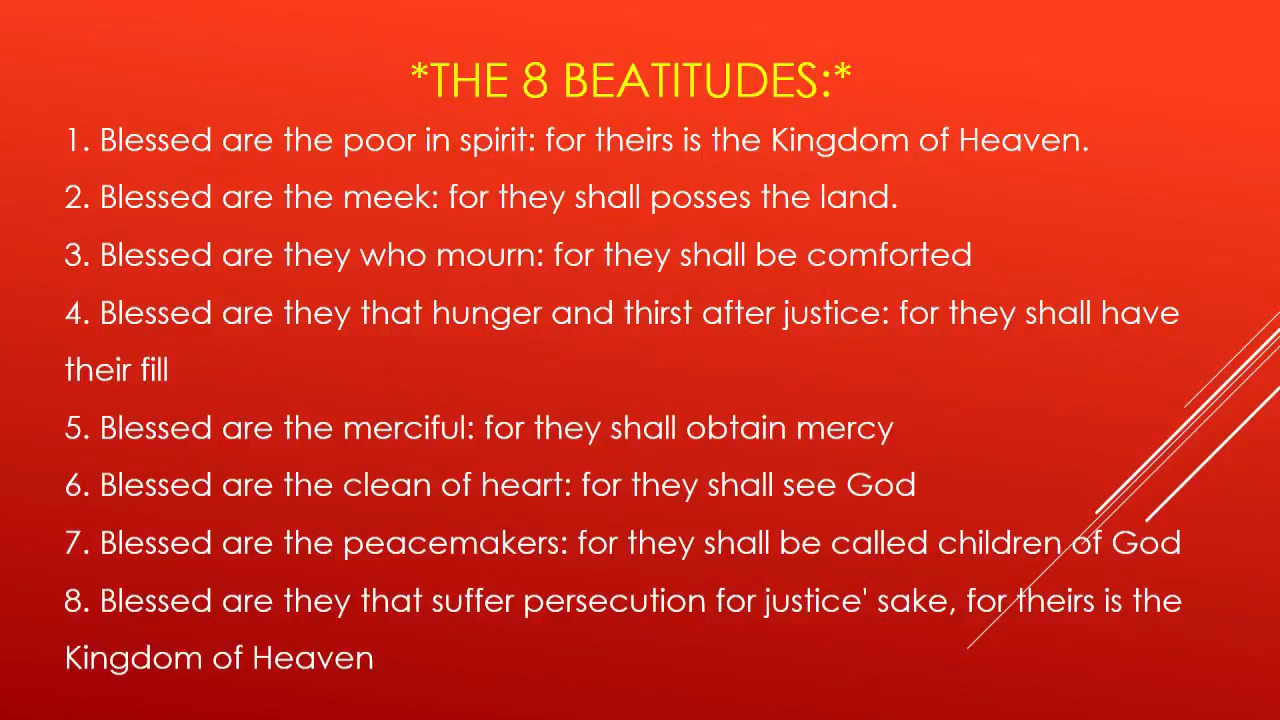 *THE 8 BEATITUDES:*
1. Blessed are the poor in spirit: for theirs is the Kingdom of Heaven.
2. Blessed are the meek: for they shall posses the land.
3. Blessed are they who mourn: for they shall be comforted
4. Blessed are they that hunger and thirst after justice: for they shall have
their fill
5. Blessed are the merciful: for they shall obtain mercy
6. Blessed are the clean of heart: for they shall see God
7. Blessed are the peacemakers: for they shall be called children of God
8. Blessed are they that suffer persecution for justice' sake, for theirs is the
Kingdom of Heaven